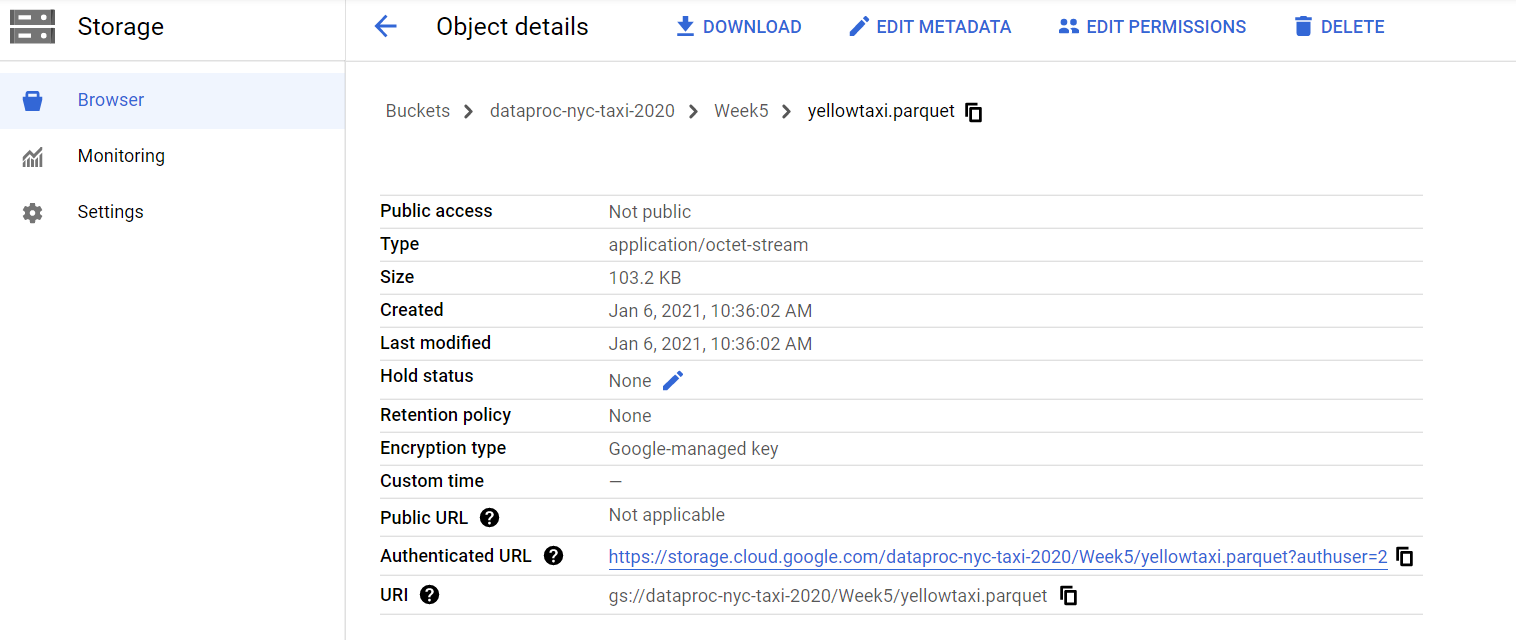 Storage
Object details DOWNLOAD EDIT METADATA EDIT PERMISSIONS DELETE
Browser
Monitoring
Settings
Buckets dataproc-nyc-taxi-2020 Week5 yellowtaxi.parquet
Public access Not public
Type application/octet-stream
Size 103.2 KB
Created Jan 6, 2021, 10:36:02 AM
Last modified Jan 6, 2021, 10:36:02 AM
Hold status None
Retention policy None
Encryption type Google-managed key
Custom time —
Public URL ? Not applicable
Authenticated URL ? https://storage.cloud.google.com/dataproc-nyc-taxi-2020/Week5/yellowtaxi.parquet?authuser=2
URI ? gs://dataproc-nyc-taxi-2020/Week5/yellowtaxi.parquet